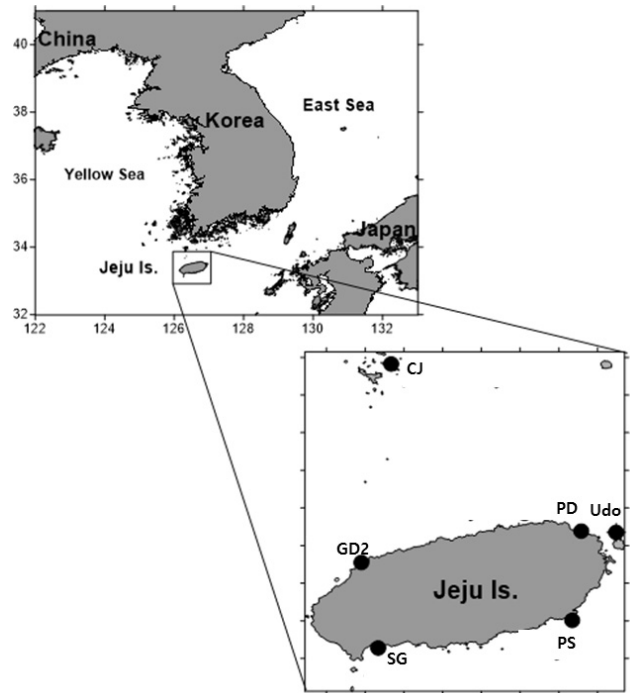 40
China
38
Korea
East Sea
36
Yellow Sea
34
Japan
Jeju Is.
32
122
124
126
128
130
132
CJ
PD
Udo
GD2
Jeju Is.
SG
PS